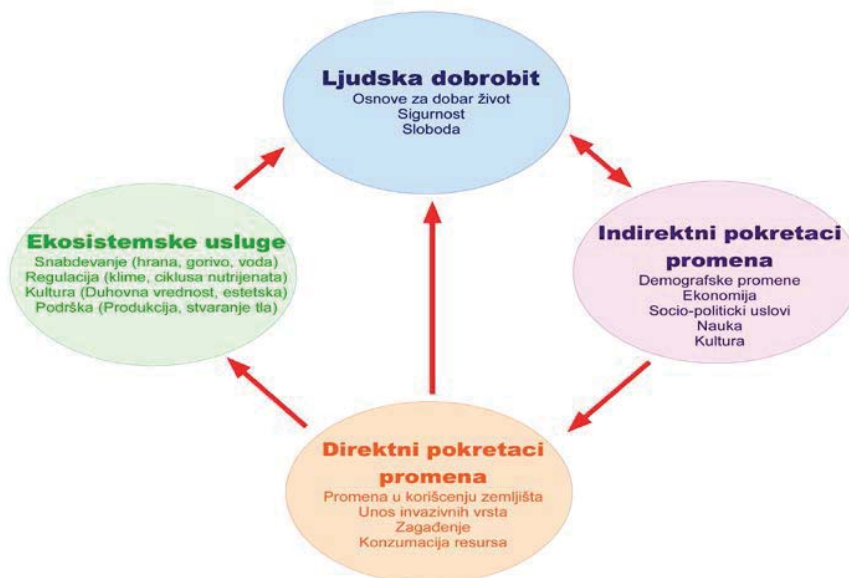 Ljudska dobrobit
Osnove za dobar život
Sigurnost
Sloboda
Ekosistemske usluge
Snabdevanje (hrana, gorivo, voda)
Regulacija (klime, ciklusa nutrijenata)
Kultura (Duhovna vrednost, estetska)
Podrška (Produkcija, stvaranje tla)
Indirektni pokretaci
promena
Demografske promene
Ekonomija
Socio-politicki uslovi
Nauka
Kultura
Direktni pokretaci
promena
Promena u korišcenju zemljišta
Unos invazivnih vrsta
Zagađenje
Konzumacija resursa